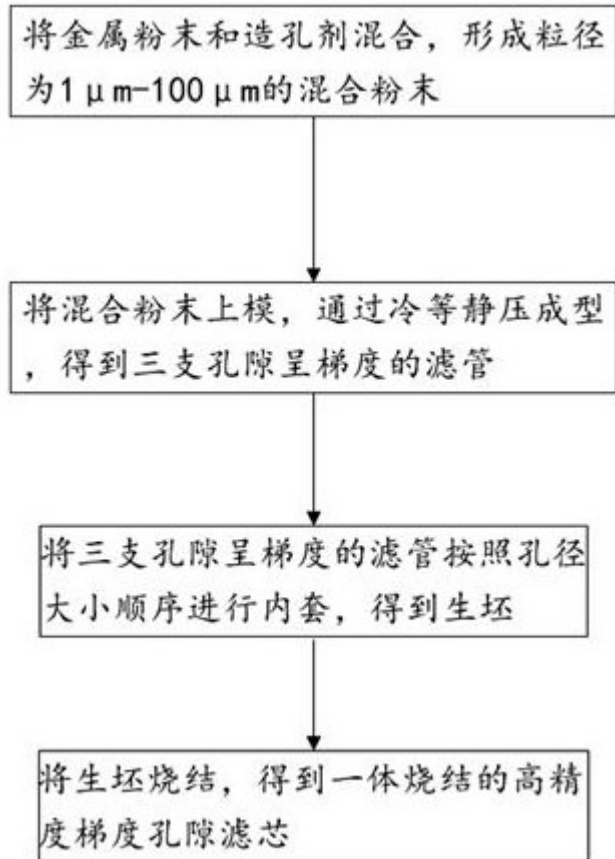 将金属粉末和造孔剂混合，形成粒径
为1μm-100μm的混合粉末
将混合粉末上模，通过冷等静压成型
，得到三支孔隙呈梯度的滤管
将三支孔隙呈梯度的滤管按照孔径
大小顺序进行内套，得到生坯
将生坯烧结，得到一体烧结的高精
度梯度孔隙滤芯